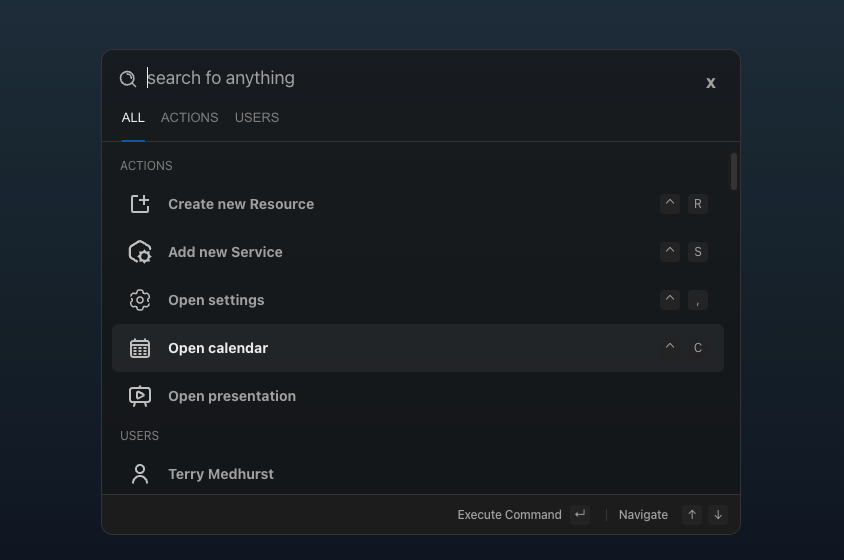 search fo anything
x
ALL ACTIONS USERS
ACTIONS
Create new Resource ^ R
Add new Service ^ S
Open settings ^ ,
Open calendar ^ C
Open presentation
USERS
Terry Medhurst
Execute Command ↵ | Navigate ↑ ↓